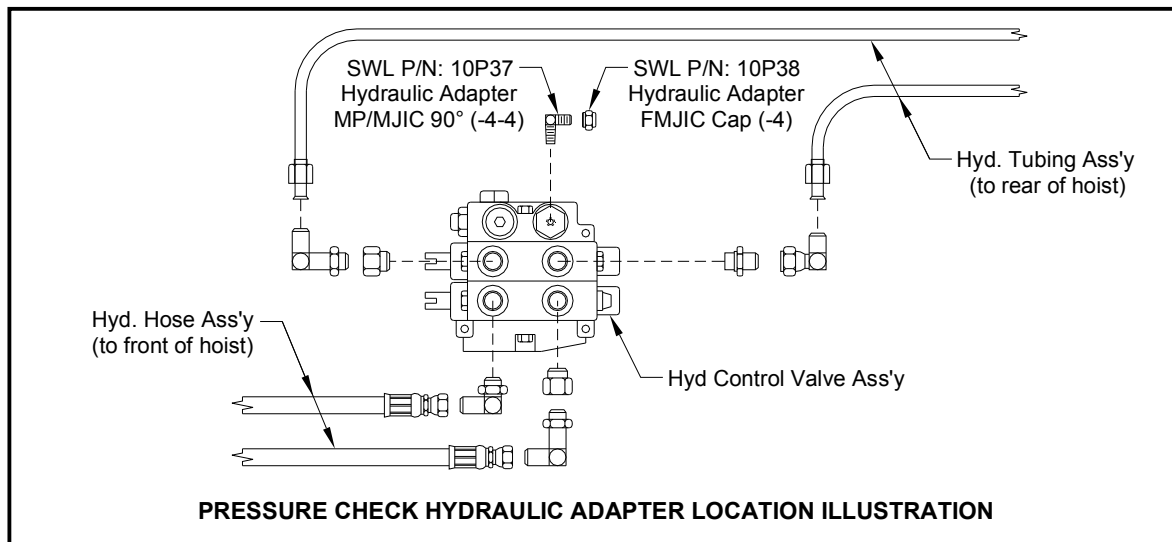 SWL P/N: 10P37
Hydraulic Adapter
MP/MJIC 90° (-4-4)
SWL P/N: 10P38
Hydraulic Adapter
FMJIC Cap (-4)
Hyd. Tubing Ass'y
(to rear of hoist)
Hyd. Hose Ass'y
(to front of hoist)
Hyd Control Valve Ass'y
PRESSURE CHECK HYDRAULIC ADAPTER LOCATION ILLUSTRATION